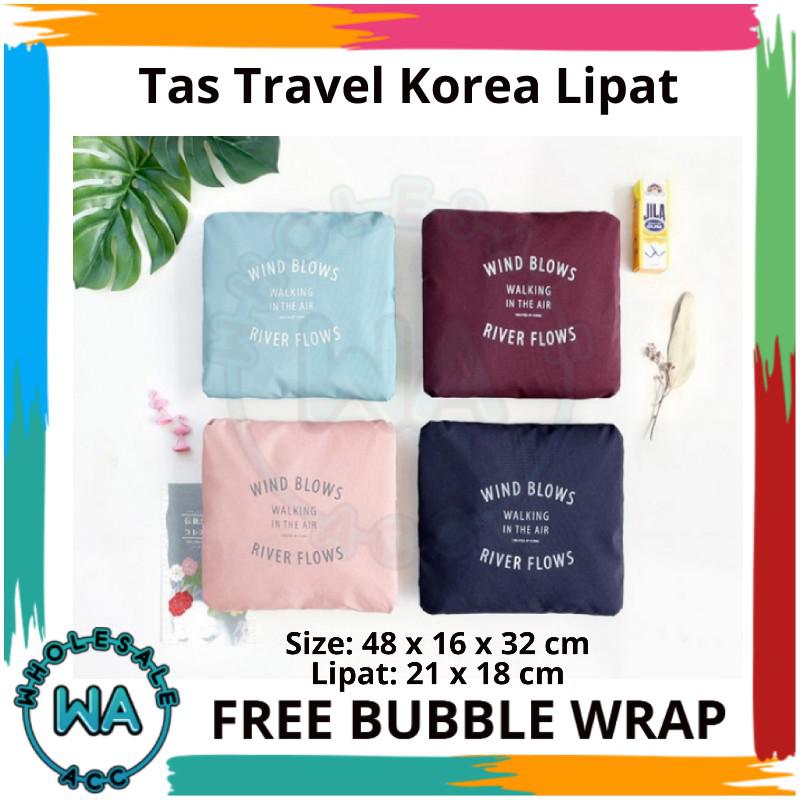 Tas Travel Korea Lipat
JILA
GUM
WIND BLOWS
WALKING
IN THE AIR
RIVER FLOWS
WIND BLOWS
WALKING
IN THE AIR
RIVER FLOWS
WIND BLOWS
WALKING
IN THE AIR
RIVER FLOWS
WIND BLOWS
WALKING
IN THE AIR
RIVER FLOWS
Size: 48 x 16 x 32 cm
Lipat: 21 x 18 cm
WHOLESALE
WA
ACC
FREE BUBBLE WRAP